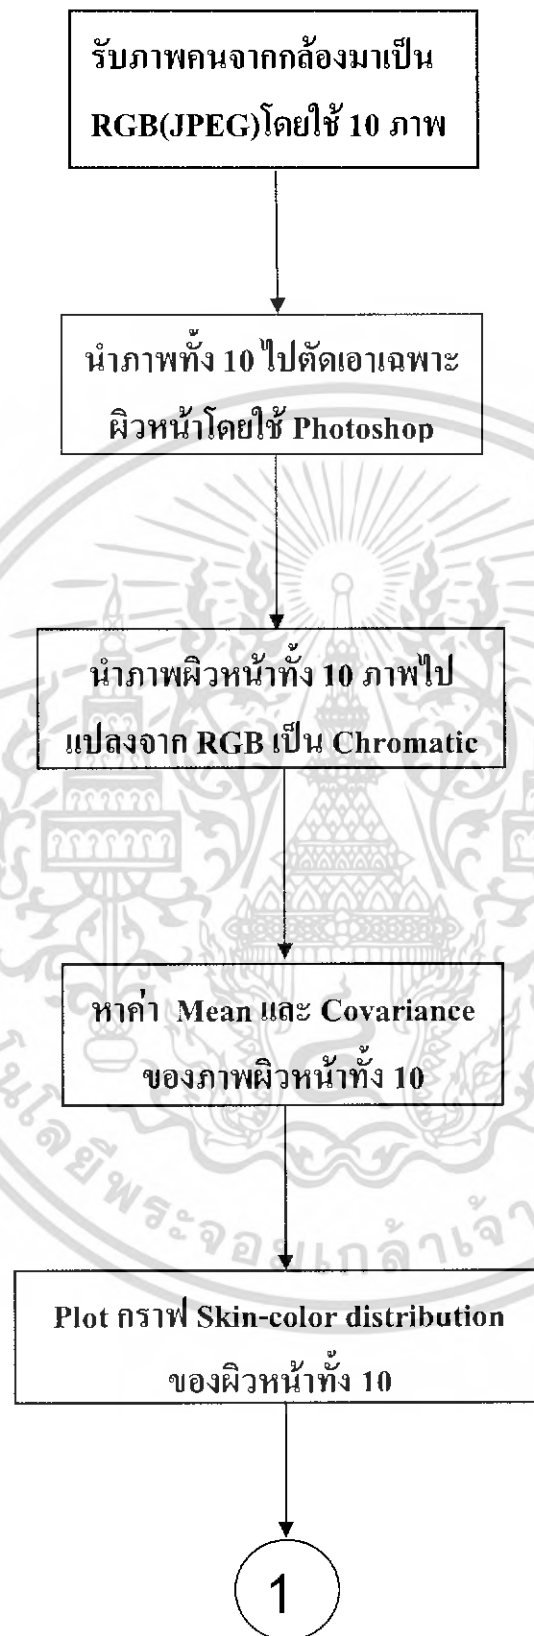 รับภาพคนจากกล้องมาเป็น
RGB(JPEG)โดยใช้ 10 ภาพ
นำภาพทั้ง 10 ไปตัดเอาเฉพาะ
ผิวหน้าโดยใช้ Photoshop
นำภาพผิวหน้าทั้ง 10 ภาพไป
แปลงจาก RGB เป็น Chromatic
หาค่า Mean และ Covariance
ของภาพผิวหน้าทั้ง 10
Plot กราฟ Skin-color distribution
ของผิวหน้าทั้ง 10
1